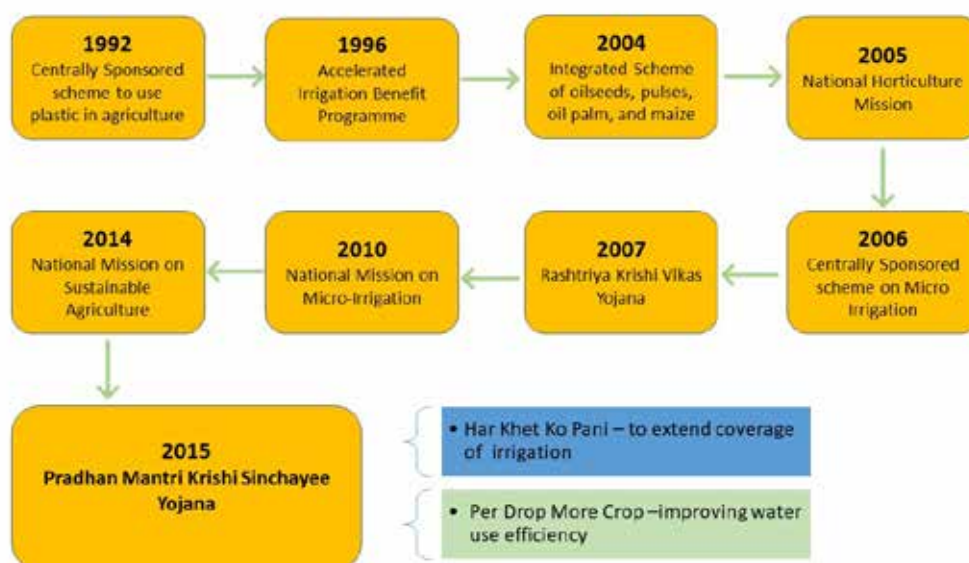 1992
Centrally Sponsored
scheme to use
plastic in agriculture
1996
Accelerated
Irrigation Benefit
Programme
2004
Integrated Scheme
of oilseeds, pulses,
oil palm, and maize
2005
National Horticulture
Mission
2006
Centrally Sponsored
scheme on Micro
Irrigation
2007
Rashtriya Krishi Vikas
Yojana
2010
National Mission on
Micro-Irrigation
2014
National Mission on
Sustainable
Agriculture
2015
Pradhan Mantri Krishi Sinchayee
Yojana
• Har Khet Ko Pani – to extend coverage
of irrigation
• Per Drop More Crop –improving water
use efficiency